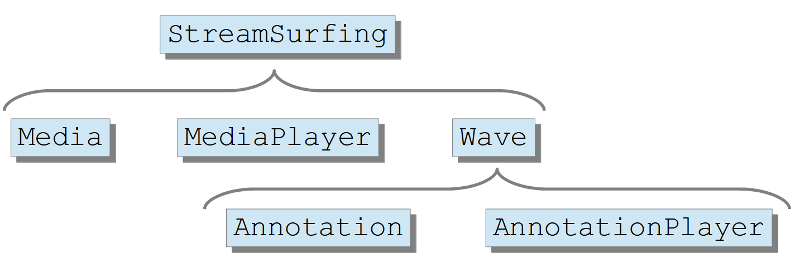 StreamSurfing
Media MediaPlayer Wave
Annotation AnnotationPlayer